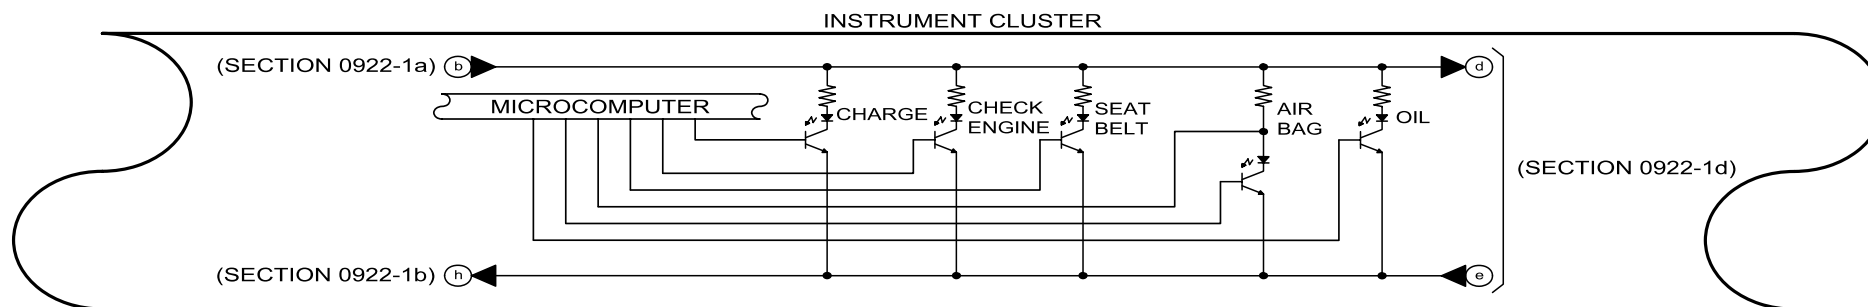 INSTRUMENT CLUSTER
(SECTION 0922-1a) b
d
MICROCOMPUTER
CHARGE
CHECK
ENGINE
SEAT
BELT
AIR
BAG
OIL
(SECTION 0922-1d)
(SECTION 0922-1b) h
e